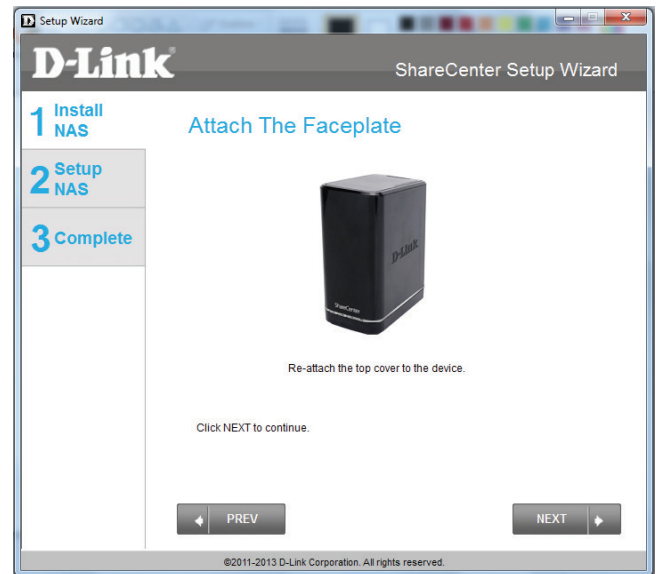 Setup Wizard
D-Link®
ShareCenter Setup Wizard
1 Install NAS
2 Setup NAS
3 Complete
Attach The Faceplate
D-Link
ShareCenter
Re-attach the top cover to the device.
Click NEXT to continue.
PREV
NEXT
©2011-2013 D-Link Corporation. All rights reserved.